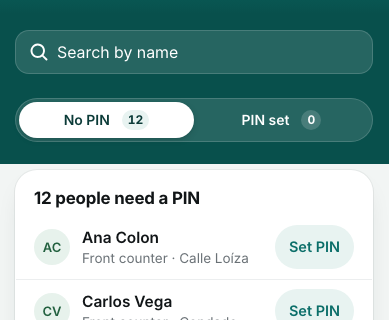 Search by name
No PIN 12 PIN set 0
12 people need a PIN
AC Ana Colon Set PIN
Front counter · Calle Loíza
CV Carlos Vega Set PIN